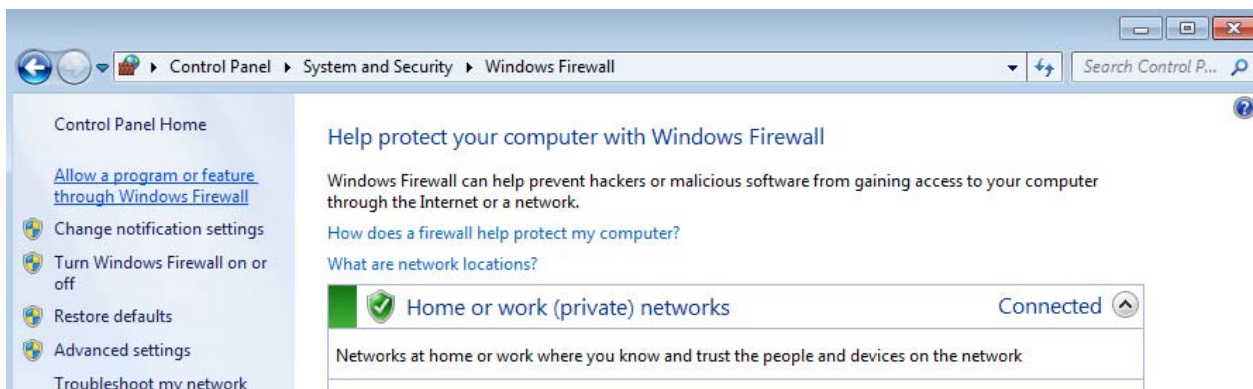 Control Panel ▸ System and Security ▸ Windows Firewall
Search Control P...
Control Panel Home
Allow a program or feature
through Windows Firewall
Change notification settings
Turn Windows Firewall on or
off
Restore defaults
Advanced settings
Troubleshoot my network
Help protect your computer with Windows Firewall
Windows Firewall can help prevent hackers or malicious software from gaining access to your computer
through the Internet or a network.
How does a firewall help protect my computer?
What are network locations?
Home or work (private) networks Connected
Networks at home or work where you know and trust the people and devices on the network